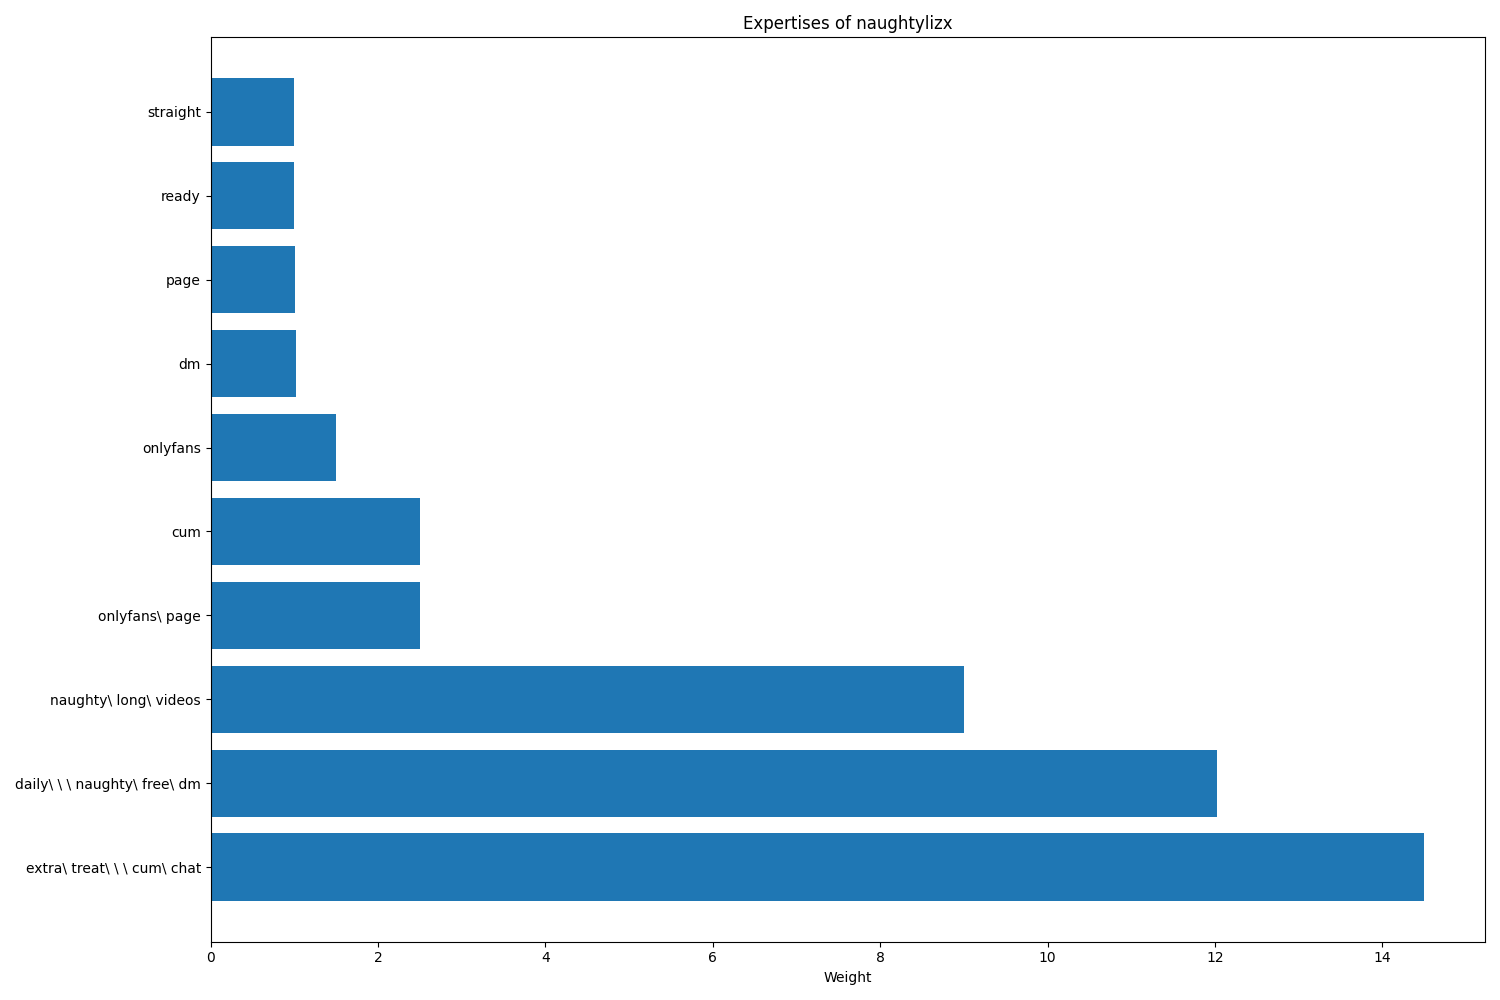 Expertises of naughtylizx
straight
ready
page
dm
onlyfans
cum
onlyfans\ page
naughty\ long\ videos
daily\ \ \ naughty\ free\ dm
extra\ treat\ \ \ cum\ chat
0 2 4 6 8 10 12 14
Weight